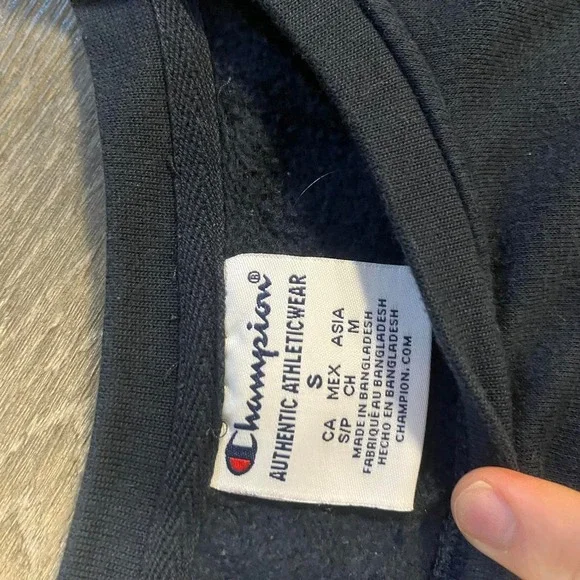 Champion®
AUTHENTIC ATHLETICWEAR
S
CA MEX ASIA
S/P CH M
MADE IN BANGLADESH
FABRIQUÉ AU BANGLADESH
HECHO EN BANGLADESH
CHAMPION.COM